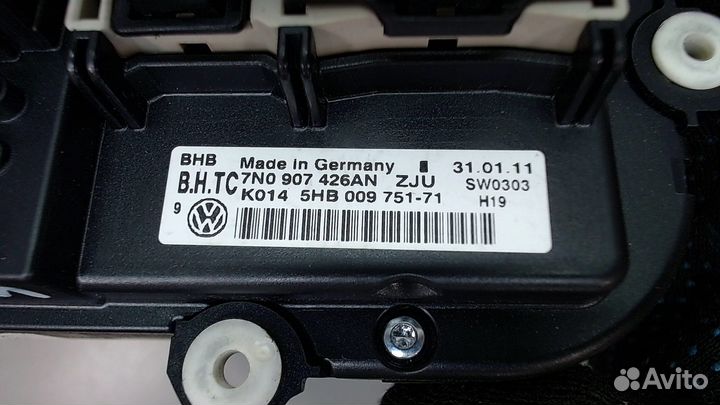 BHB Made in Germany 31.01.11
B.H.TC 7N0 907 426AN ZJU SW0303
K014 5HB 009 751-71 H19
9
Avito